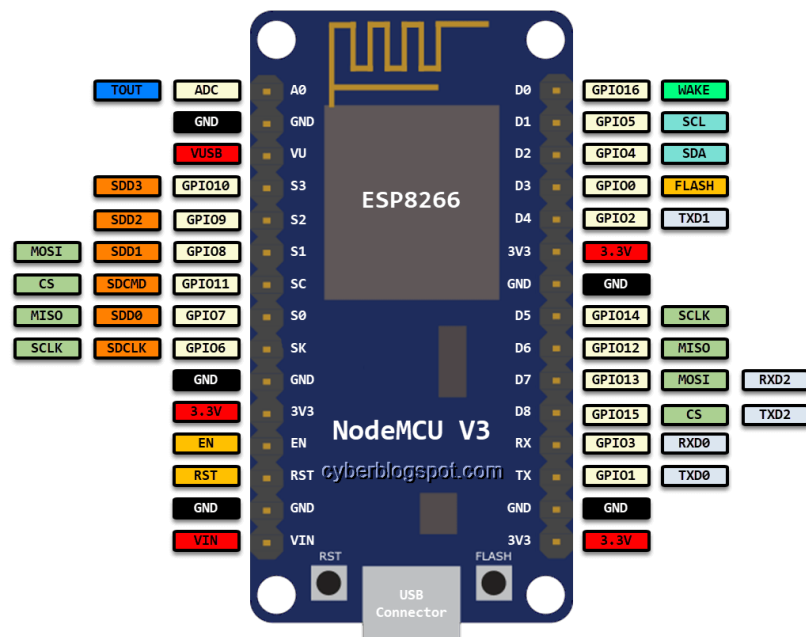 TOUT ADC A0 D0 GPIO16 WAKE
GND GND D1 GPIO5 SCL
VUSB VU D2 GPIO4 SDA
SDD3 GPIO10 S3 D3 GPIO0 FLASH
ESP8266
SDD2 GPIO9 S2 D4 GPIO2 TXD1
MOSI SDD1 GPIO8 S1 3V3 3.3V
CS SDCMD GPIO11 SC GND GND
MISO SDD0 GPIO7 S0 D5 GPIO14 SCLK
SCLK SDCLK GPIO6 SK D6 GPIO12 MISO
GND GND D7 GPIO13 MOSI RXD2
3.3V 3V3 D8 GPIO15 CS TXD2
NodeMCU V3
EN EN RX GPIO3 RXD0
RST RST cyberblogspot.com TX GPIO1 TXD0
GND GND GND GND
VIN VIN 3V3 3.3V
RST FLASH
USB
Connector